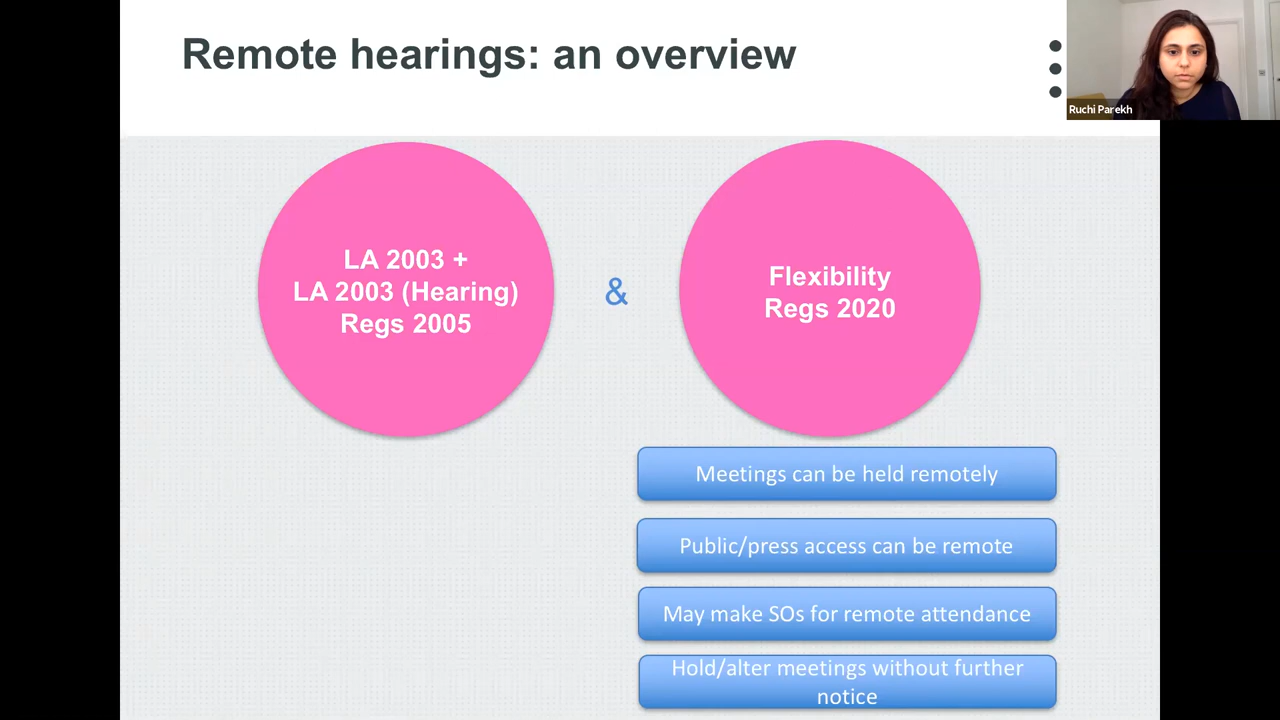 Remote hearings: an overview
Ruchi Parekh
LA 2003 +
LA 2003 (Hearing)
Regs 2005
&
Flexibility
Regs 2020
Meetings can be held remotely
Public/press access can be remote
May make SOs for remote attendance
Hold/alter meetings without further
notice